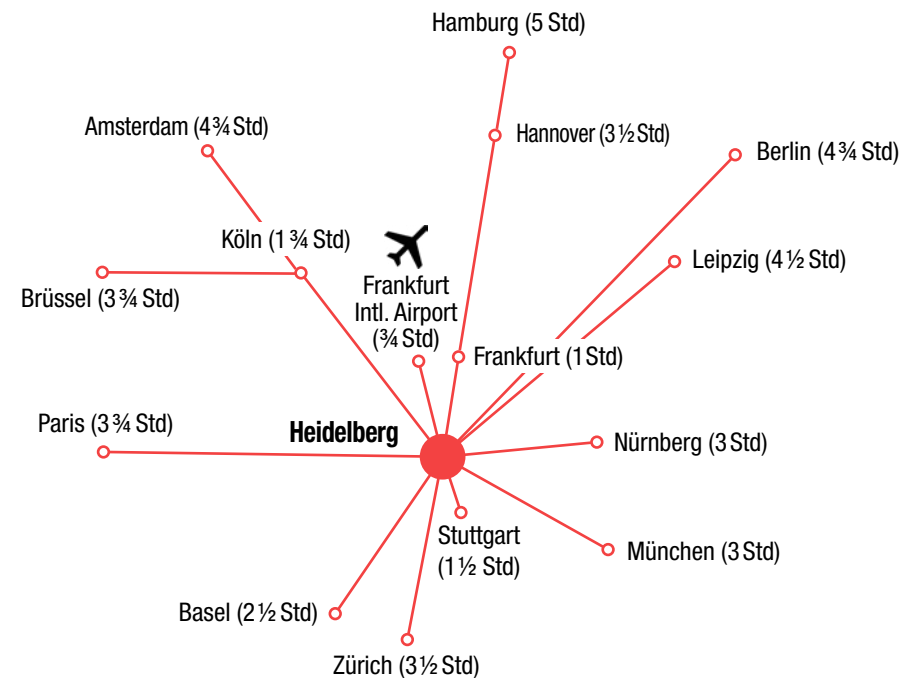 Hamburg (5 Std)
Amsterdam (4¾ Std)
Hannover (3½ Std)
Berlin (4¾ Std)
Köln (1¾ Std)
Leipzig (4½ Std)
Brüssel (3¾ Std)
Frankfurt
Intl. Airport
(¾ Std)
Frankfurt (1 Std)
Paris (3¾ Std)
Heidelberg
Nürnberg (3 Std)
Stuttgart
(1½ Std)
München (3 Std)
Basel (2½ Std)
Zürich (3½ Std)